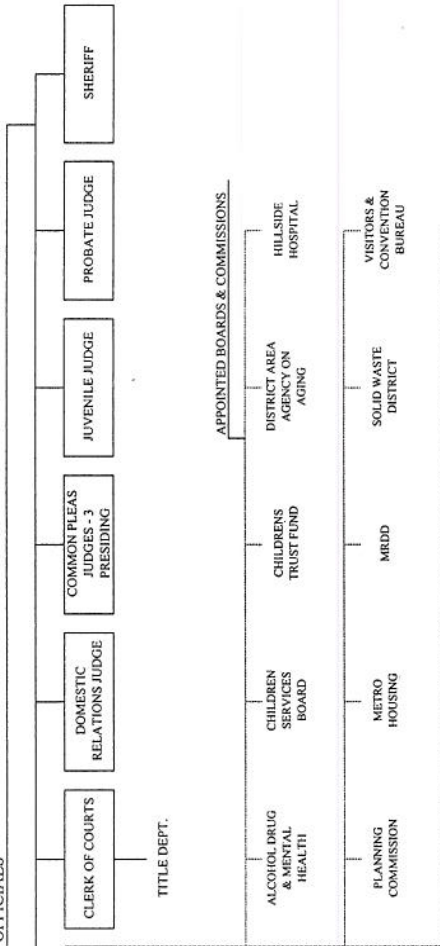 OFFICIALS
CLERK OF COURTS
DOMESTIC
RELATIONS JUDGE
COMMON PLEAS
JUDGES - 3
PRESIDING
JUVENILE JUDGE
PROBATE JUDGE
SHERIFF
TITLE DEPT.
APPOINTED BOARDS & COMMISSIONS
ALCOHOL DRUG
& MENTAL
HEALTH
CHILDREN
SERVICES
BOARD
CHILDRENS
TRUST FUND
DISTRICT AREA
AGENCY ON
AGING
HILLSIDE
HOSPITAL
PLANNING
COMMISSION
METRO
HOUSING
MRDD
SOLID WASTE
DISTRICT
VISITORS &
CONVENTION
BUREAU